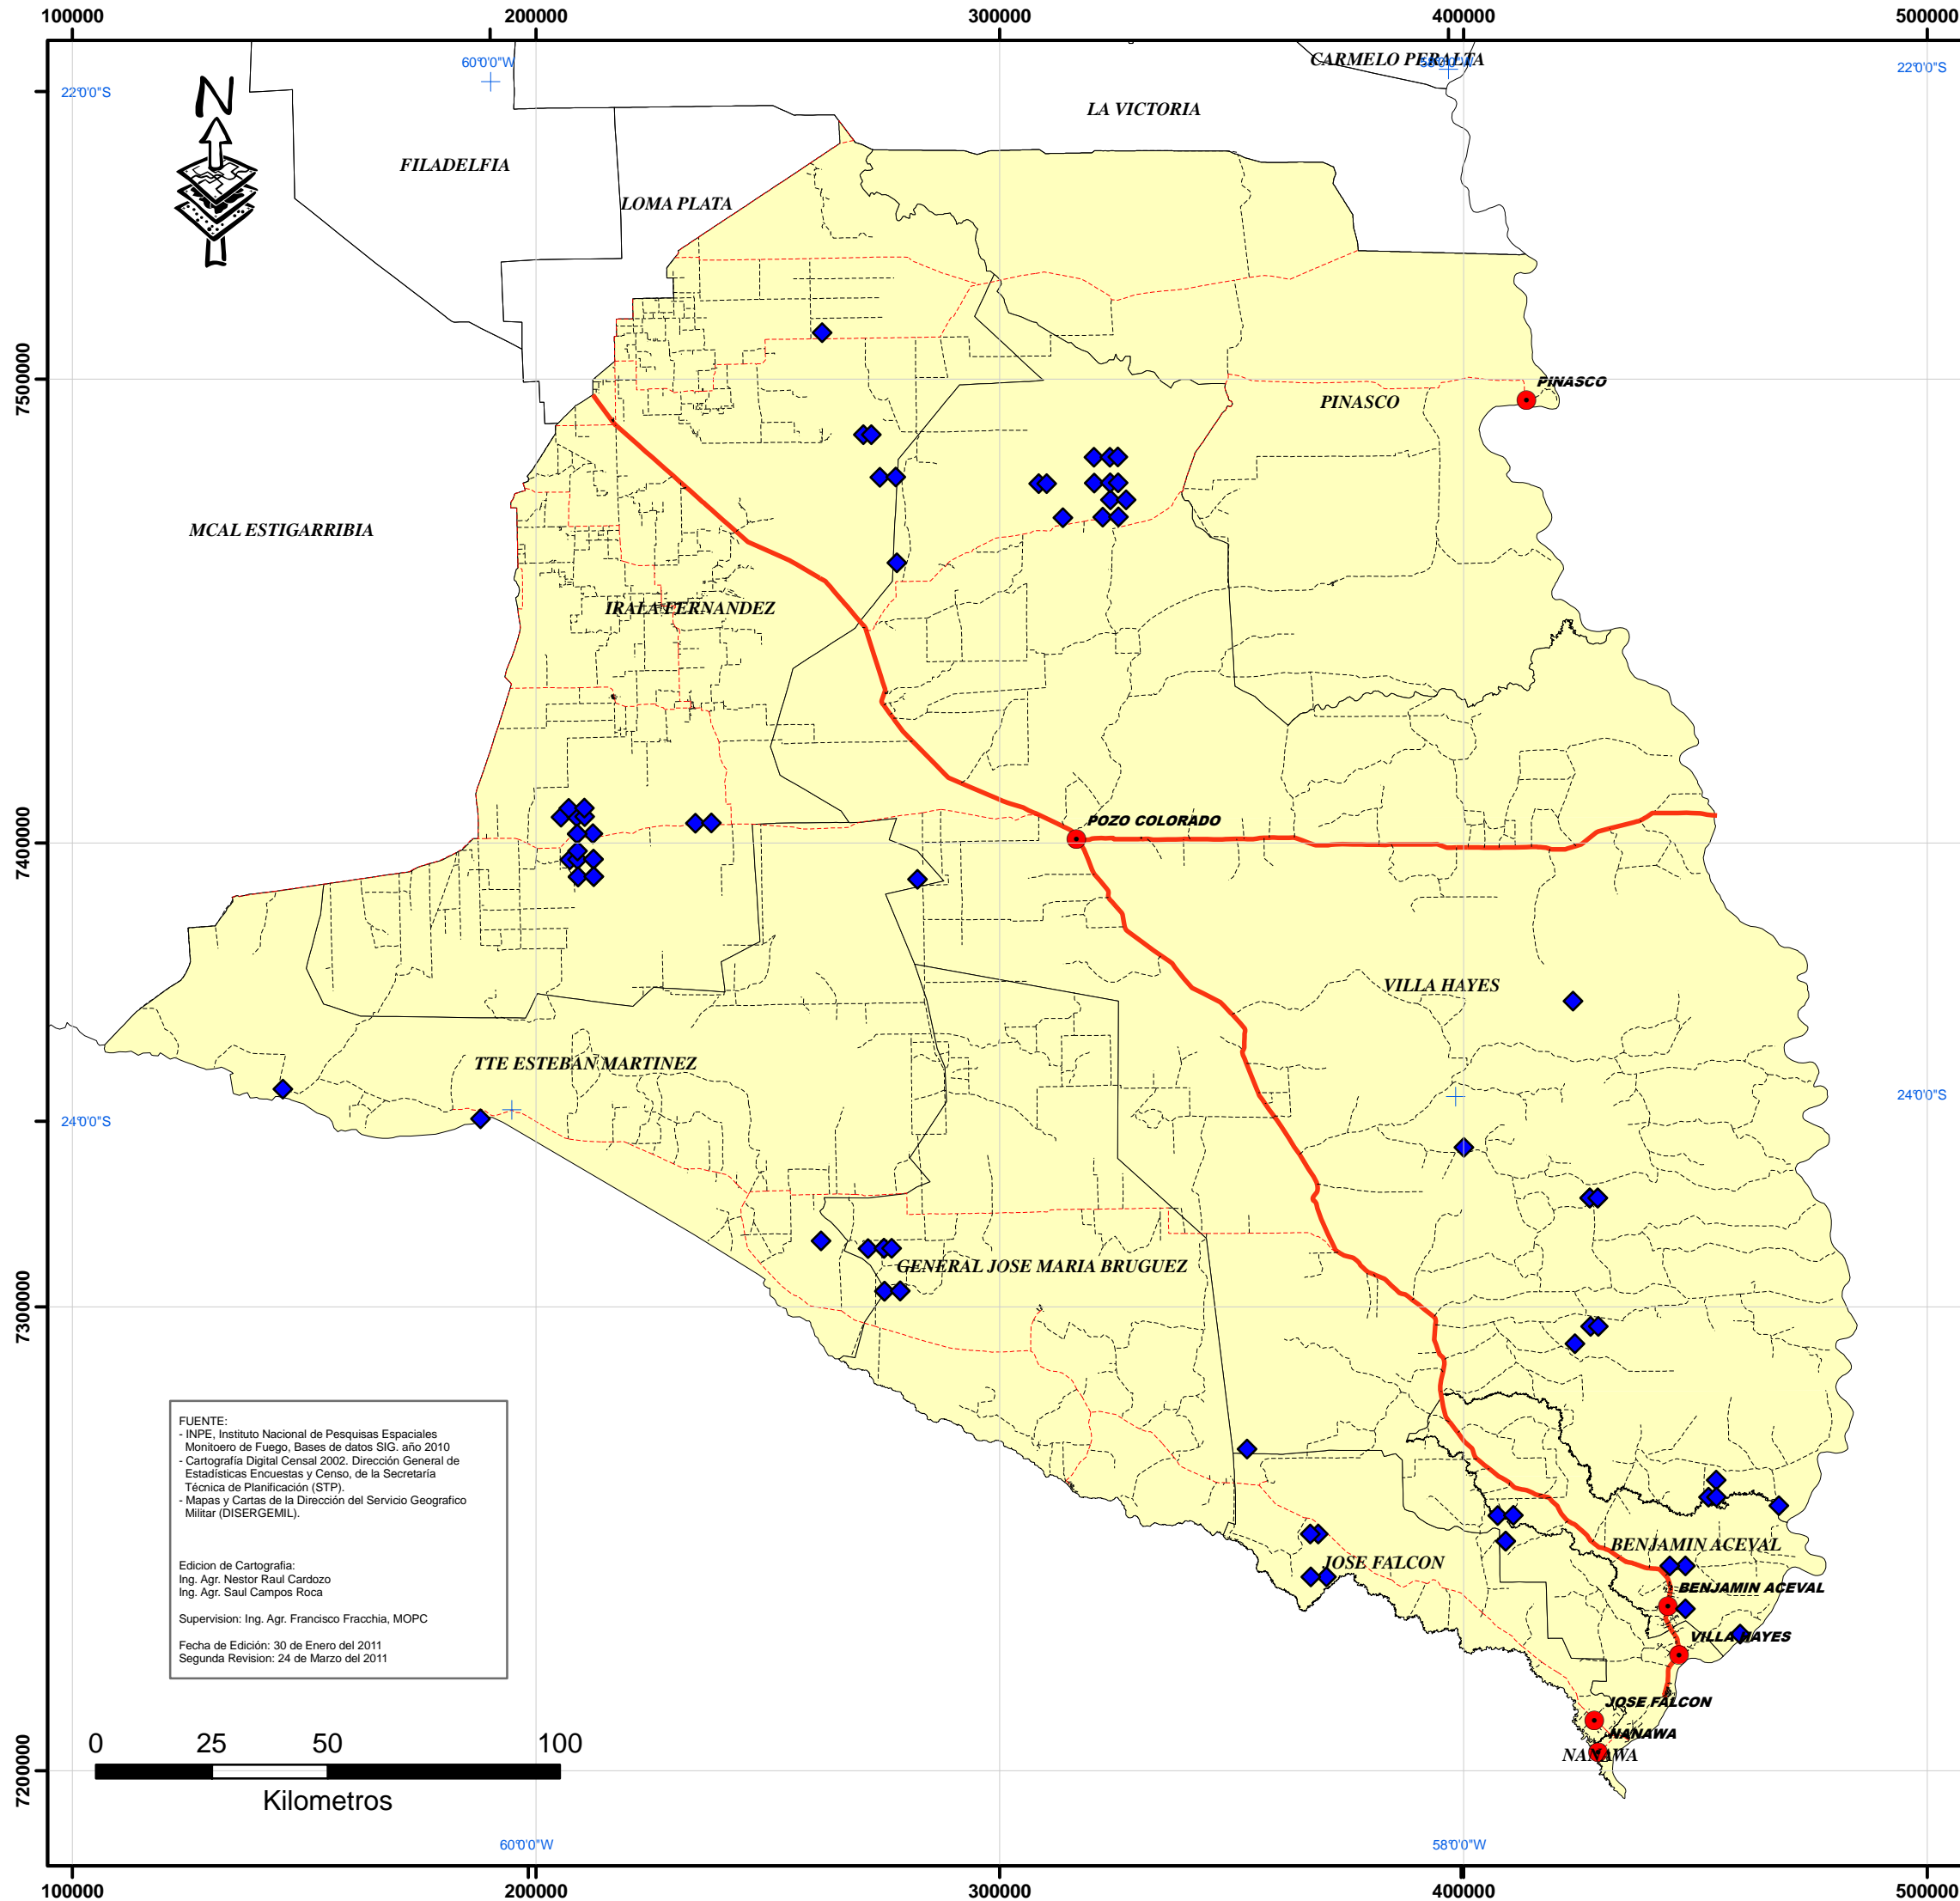 100000 200000 300000 400000 500000
CARMELO PERALTA
60°0'0"W 58°0'0"W 22°0'0"S
22°0'0"S
N
LA VICTORIA
FILADELFIA
LOMA PLATA
7500000
PINASCO
PINASCO
MCAL ESTIGARRIBIA
IRALA FERNANDEZ
POZO COLORADO
7400000
VILLA HAYES
TTE ESTEBAN MARTINEZ
24°0'0"S
24°0'0"S
GENERAL JOSE MARIA BRUGUEZ
7300000
FUENTE:
- INPE, Instituto Nacional de Pesquisas Espaciales
Monitoero de Fuego, Bases de datos SIG. año 2010
- Cartografía Digital Censal 2002. Dirección General de
Estadísticas Encuestas y Censo, de la Secretaría
Técnica de Planificación (STP).
- Mapas y Cartas de la Dirección del Servicio Geografico
Militar (DISERGEMIL).
Edicion de Cartografia:
Ing. Agr. Nestor Raul Cardozo
Ing. Agr. Saul Campos Roca
Supervision: Ing. Agr. Francisco Fracchia, MOPC
Fecha de Edición: 30 de Enero del 2011
Segunda Revision: 24 de Marzo del 2011
BENJAMIN ACEVAL
JOSE FALCON
BENJAMIN ACEVAL
VILLA HAYES
JOSE FALCON
NANAWA
NANAWA
7200000
0 25 50 100
Kilometros
60°0'0"W 58°0'0"W
100000 200000 300000 400000 500000